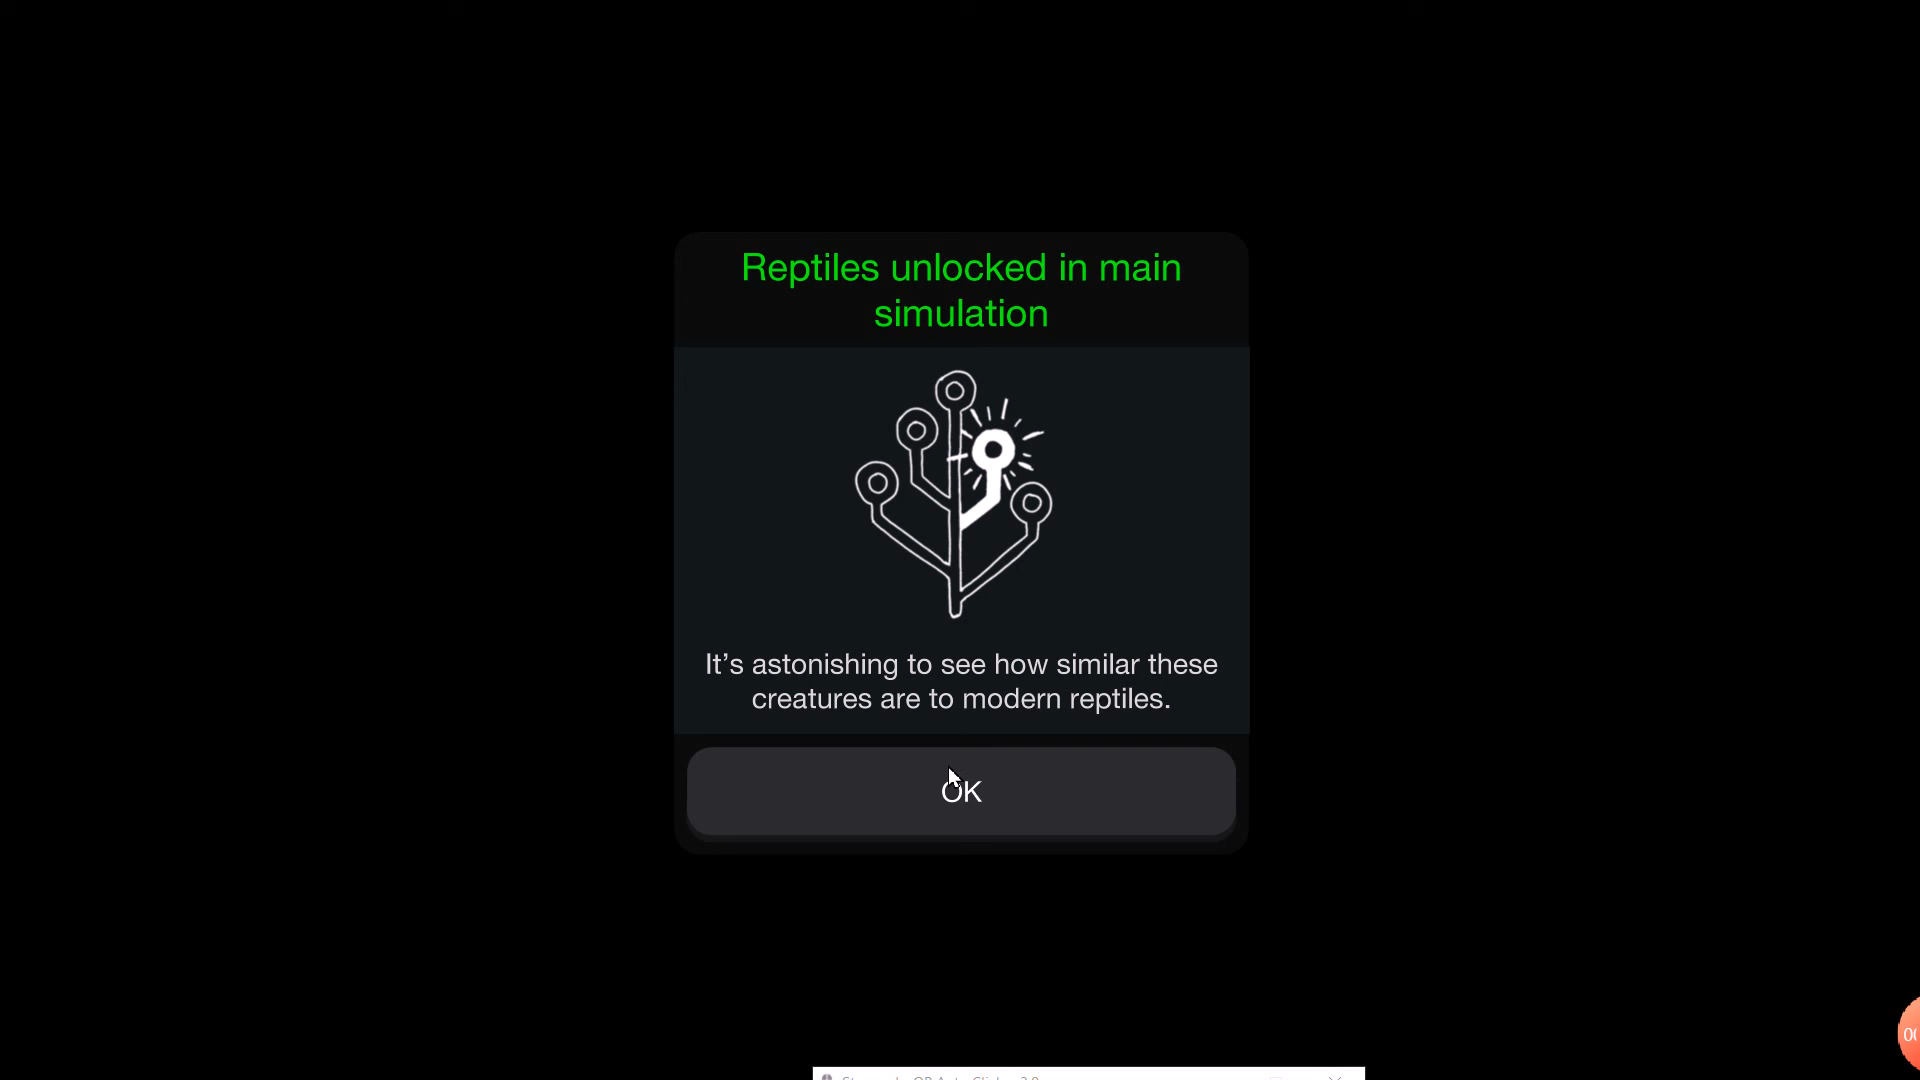 Reptiles unlocked in main
simulation
It’s astonishing to see how similar these
creatures are to modern reptiles.
OK